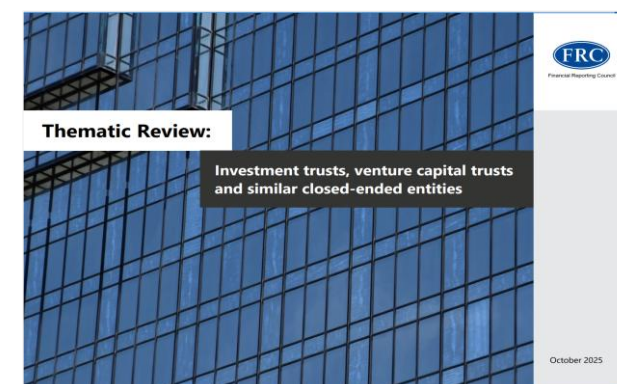 FRC
Financial Reporting Council
Thematic Review:
Investment trusts, venture capital trusts
and similar closed-ended entities
October 2025